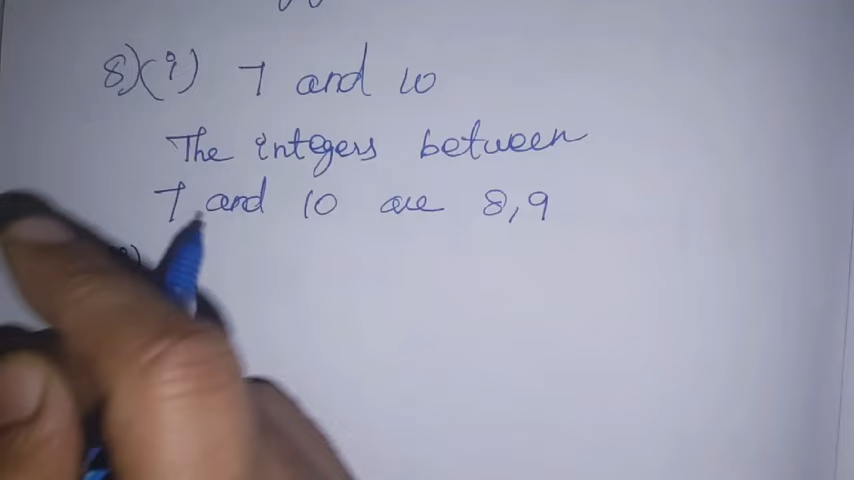 8)(i) 7 and 10
The integers between
7 and 10 are 8,9